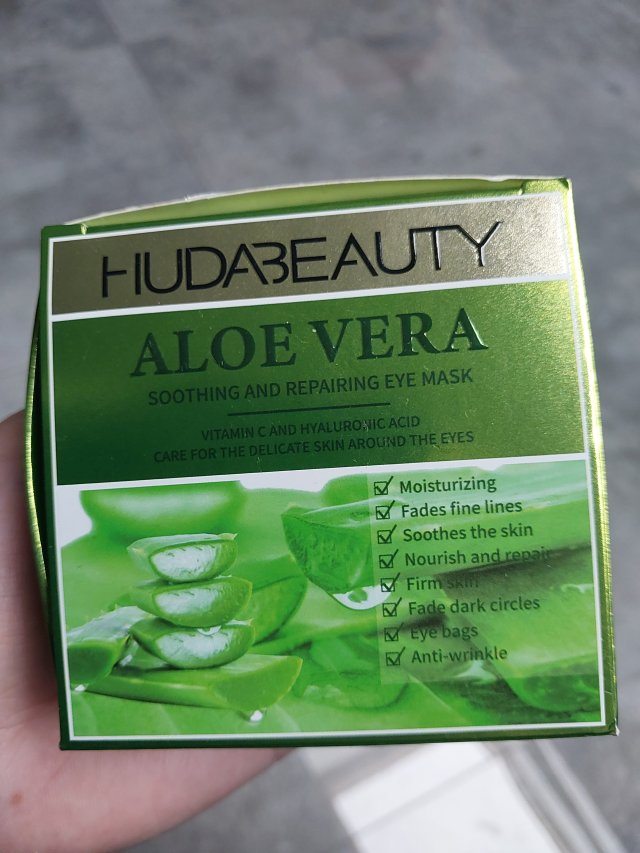 HUDABEAUTY
ALOE VERA
SOOTHING AND REPAIRING EYE MASK
VITAMIN C AND HYALURONIC ACID
CARE FOR THE DELICATE SKIN AROUND THE EYES
Moisturizing
Fades fine lines
Soothes the skin
Nourish and repair
Firm skin
Fade dark circles
Eye bags
Anti-wrinkle